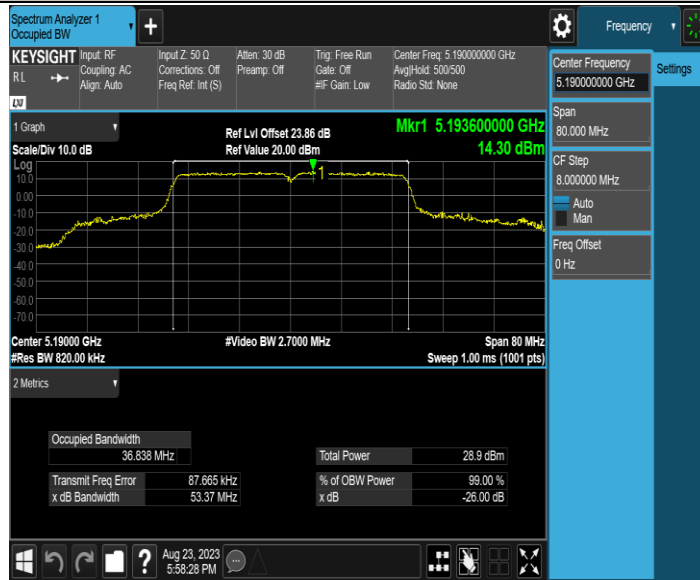 Spectrum Analyzer 1
Occupied BW
Frequency
KEYSIGHT
RL
LXI
Input: RF
Coupling: AC
Align: Auto
Input Z: 50 Ω
Corrections: Off
Freq Ref: Int (S)
Atten: 30 dB
Preamp: Off
Trig: Free Run
Gate: Off
#IF Gain: Low
Center Freq: 5.190000000 GHz
Avg|Hold: 500/500
Radio Std: None
Center Frequency
5.190000000 GHz
Settings
Span
80.000 MHz
CF Step
8.000000 MHz
Auto
Man
Freq Offset
0 Hz
1 Graph
Scale/Div 10.0 dB
Ref Lvl Offset 23.86 dB
Ref Value 20.00 dBm
Mkr1 5.193600000 GHz
14.30 dBm
Log
10.0
0.00
-10.0
-20.0
-30.0
-40.0
-50.0
-60.0
-70.0
1
Center 5.19000 GHz
#Res BW 820.00 kHz
#Video BW 2.7000 MHz
Span 80 MHz
Sweep 1.00 ms (1001 pts)
2 Metrics
Occupied Bandwidth
36.838 MHz
Total Power 28.9 dBm
Transmit Freq Error 87.665 kHz
% of OBW Power 99.00 %
x dB Bandwidth 53.37 MHz
x dB -26.00 dB
?
Aug 23, 2023
5:58:28 PM